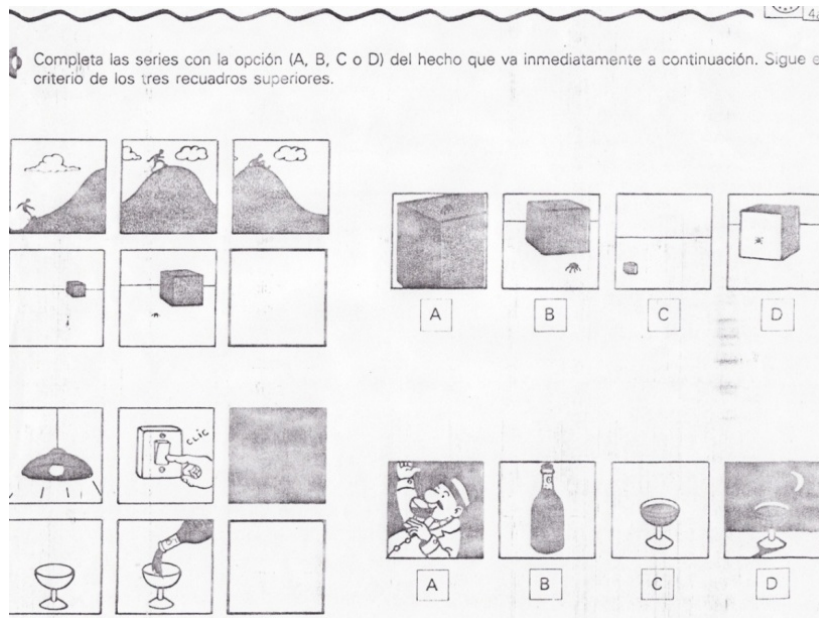 Completa las series con la opción (A, B, C o D) del hecho que va inmediatamente a continuación. Sigue
criterio de los tres recuadros superiores.
A B C D
CLIC
A B C D